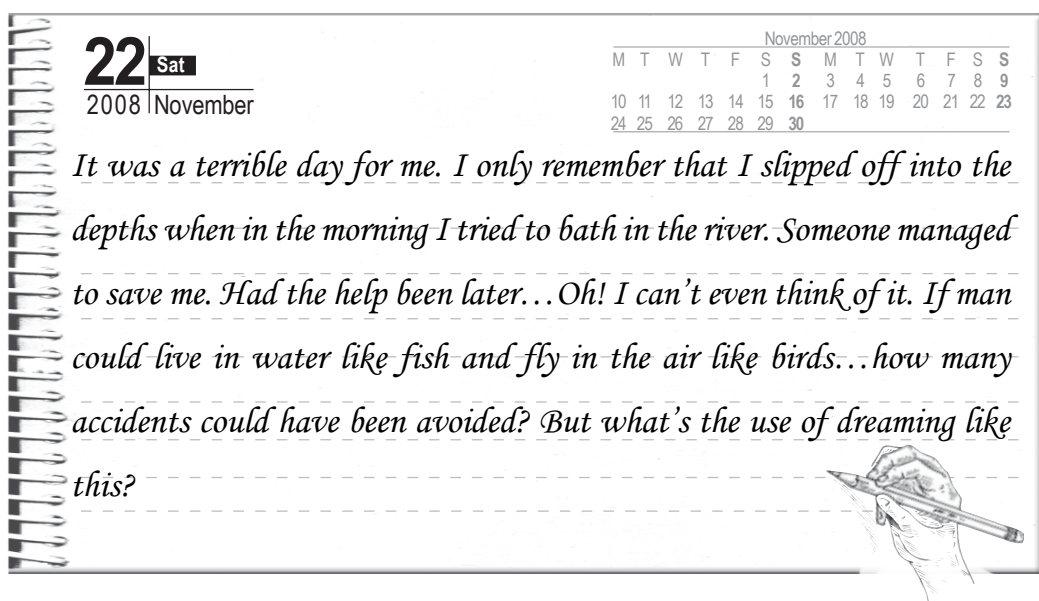 22 Sat
2008 November
November 2008
M T W T F S S M T W T F S S
1 2 3 4 5 6 7 8 9
10 11 12 13 14 15 16 17 18 19 20 21 22 23
24 25 26 27 28 29 30
It was a terrible day for me. I only remember that I slipped off into the
depths when in the morning I tried to bath in the river. Someone managed
to save me. Had the help been later...Oh! I can't even think of it. If man
could live in water like fish and fly in the air like birds...how many
accidents could have been avoided? But what's the use of dreaming like
this?